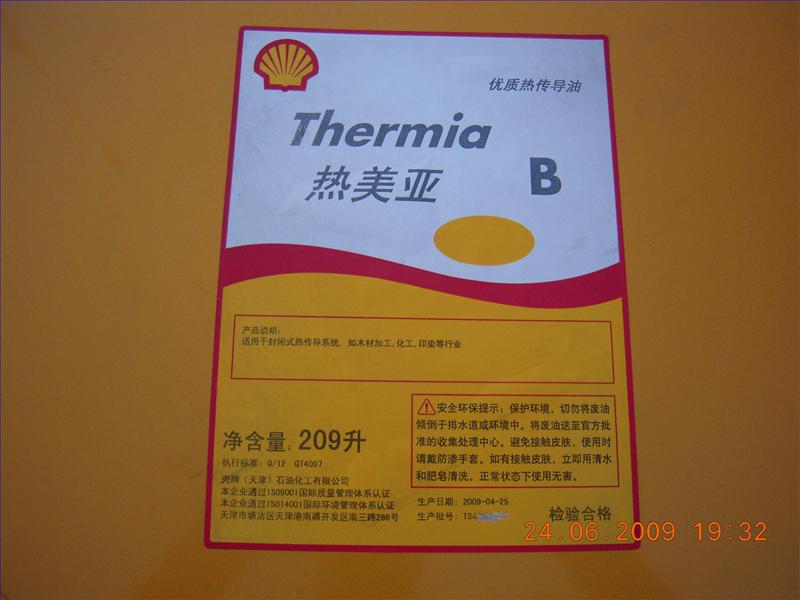 优质热传导油
Thermia
热美亚
B
产品说明:
适用于封闭式热传导系统, 如木材加工,化工,印染等行业
安全环保提示: 保护环境, 切勿将废油
倾倒于排水道或环境中。将废油送至官方批
准的收集处理中心。避免接触皮肤, 使用时
请戴防渗手套。如有接触皮肤, 立即用清水
和肥皂清洗。正常状态下使用无害。
净含量: 209升
执行标准: Q/12 QT4097
壳牌(天津)石油化工有限公司
本企业通过ISO9001国际质量管理体系认证
本企业通过ISO14001国际环境管理体系认证
天津市塘沽区天津港南疆开发区南三路286号
生产日期: 2009-04-25
生产批号:
检验合格
24.06.2009 19:32